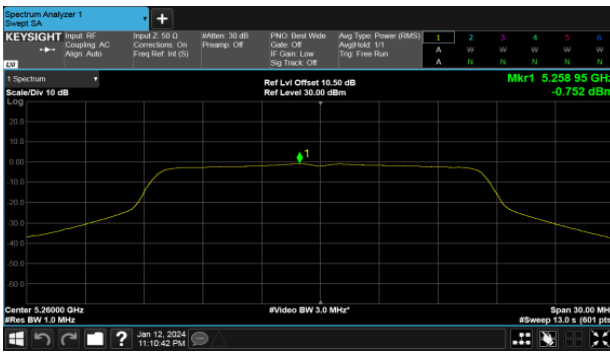 Spectrum Analyzer 1
Swept SA
KEYSIGHT Input: RF Input Z: 50 Ω #Atten: 30 dB PNO: Best Wide Avg Type: Power (RMS) 1 2 3 4 5 6
Coupling: AC Corrections: On Preamp: Off Gate: Off Avg|Hold: 1/1 A W W W W W
Align: Auto Freq Ref: Int (S) IF Gain: Low Trig: Free Run
Sig Track: Off A N N N N N
LXI
1 Spectrum Ref Lvl Offset 10.50 dB Mkr1 5.258 95 GHz
Scale/Div 10 dB Ref Level 30.00 dBm -0.752 dBm
Log
20.0
10.0
1
0.00
-10.0
-20.0
-30.0
-40.0
-50.0
-60.0
Center 5.26000 GHz #Video BW 3.0 MHz* Span 30.00 MH
#Res BW 1.0 MHz #Sweep 13.0 s (601 pts
Jan 12, 2024
11:10:42 PM